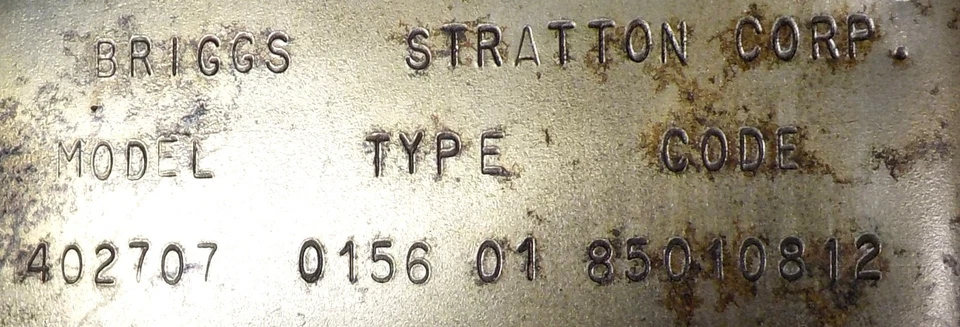 BRIGGS STRATTON CORP.
MODEL TYPE CODE
402707 0156 01 85010812